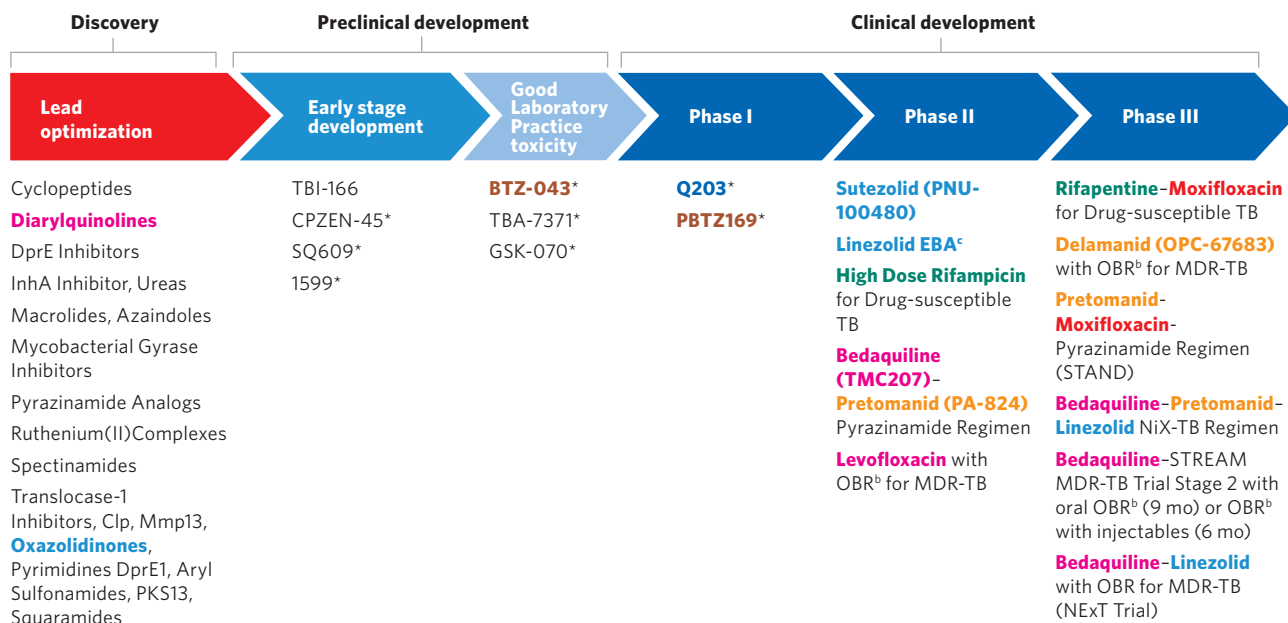 Discovery
Preclinical development
Clinical development
Lead
optimization
Early stage
development
Good
Laboratory
Practice
toxicity
Phase I
Phase II
Phase III
Cyclopeptides
Diarylquinolines
DprE Inhibitors
InhA Inhibitor, Ureas
Macrolides, Azaindoles
Mycobacterial Gyrase
Inhibitors
Pyrazinamide Analogs
Ruthenium(II)Complexes
Spectinamides
Translocase-1
Inhibitors, Clp, Mmp13,
Oxazolidinones,
Pyrimidines DprE1, Aryl
Sulfonamides, PKS13,
Squaramides
TBI-166
CPZEN-45*
SQ609*
1599*
BTZ-043*
TBA-7371*
GSK-070*
Q203*
PBTZ169*
Sutezolid (PNU-
100480)
Linezolid EBAᶜ
High Dose Rifampicin
for Drug-susceptible
TB
Bedaquiline
(TMC207)–
Pretomanid (PA-824)
Pyrazinamide Regimen
Levofloxacin with
OBRᵇ for MDR-TB
Rifapentine–Moxifloxacin
for Drug-susceptible TB
Delamanid (OPC-67683)
with OBRᵇ for MDR-TB
Pretomanid-
Moxifloxacin-
Pyrazinamide Regimen
(STAND)
Bedaquiline–Pretomanid–
Linezolid NiX-TB Regimen
Bedaquiline–STREAM
MDR-TB Trial Stage 2 with
oral OBRᵇ (9 mo) or OBRᵇ
with injectables (6 mo)
Bedaquiline–Linezolid
with OBR for MDR-TB
(NExT Trial)